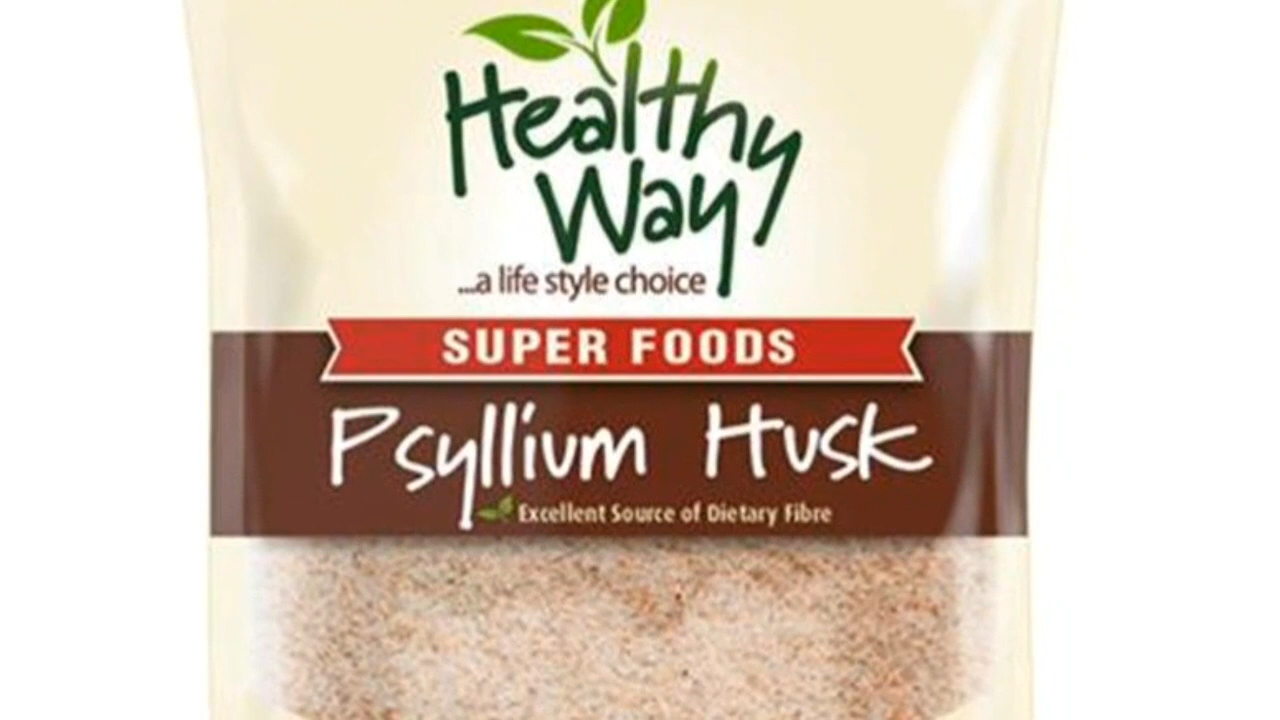 Healthy
Way
...a life style choice
SUPER FOODS
Psyllium Husk
Excellent Source of Dietary Fibre